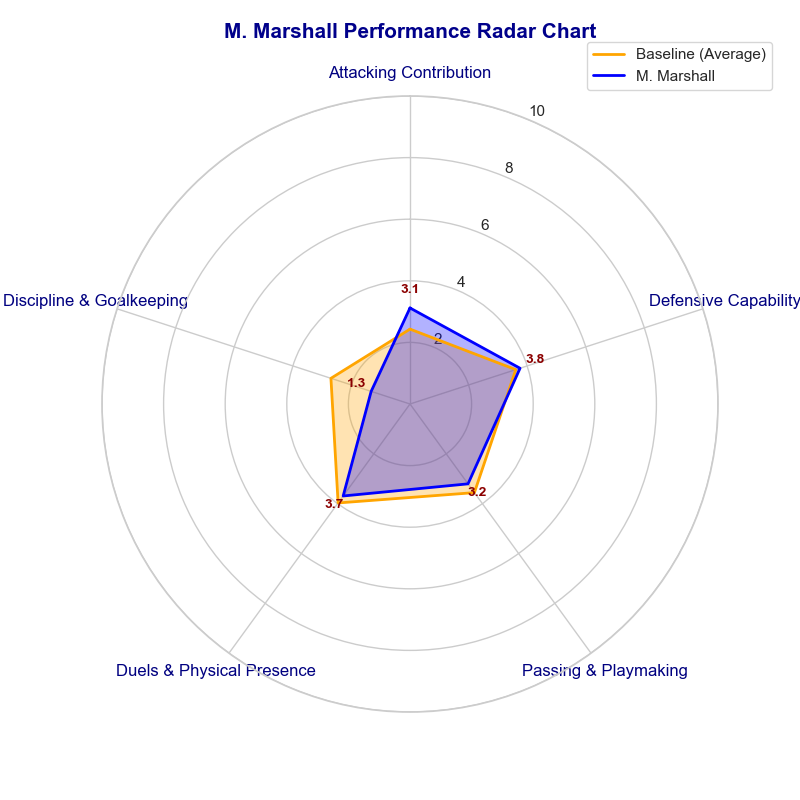 M. Marshall Performance Radar Chart
Baseline (Average)
M. Marshall
Attacking Contribution
10
8
6
4
2
3.1
Discipline & Goalkeeping
Defensive Capability
3.8
1.3
3.2
3.7
Duels & Physical Presence
Passing & Playmaking